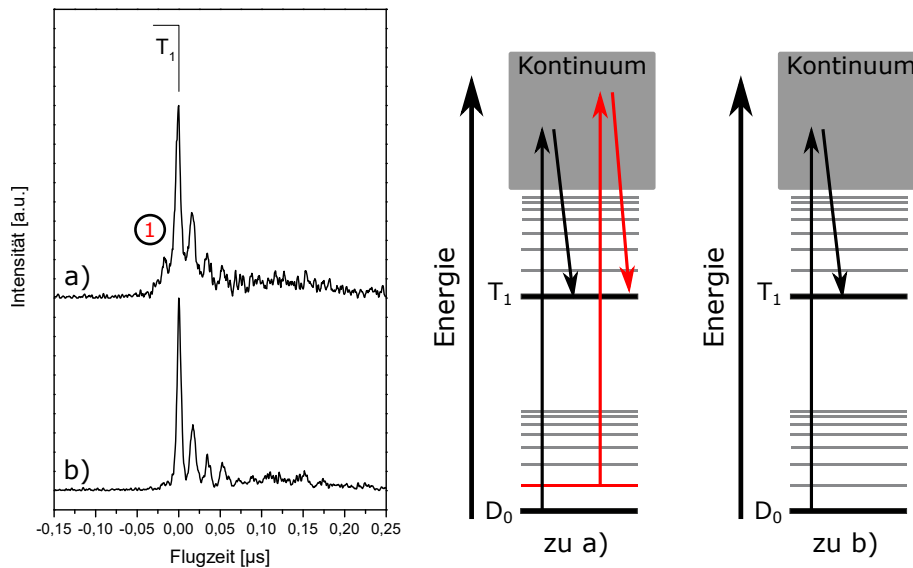 T1
1
a)
b)
Intensität [a.u.]
-0,15 -0,10 -0,05 0,00 0,05 0,10 0,15 0,20 0,25
Flugzeit [µs]
Kontinuum
Energie
T1
D0
zu a)
Kontinuum
Energie
T1
D0
zu b)